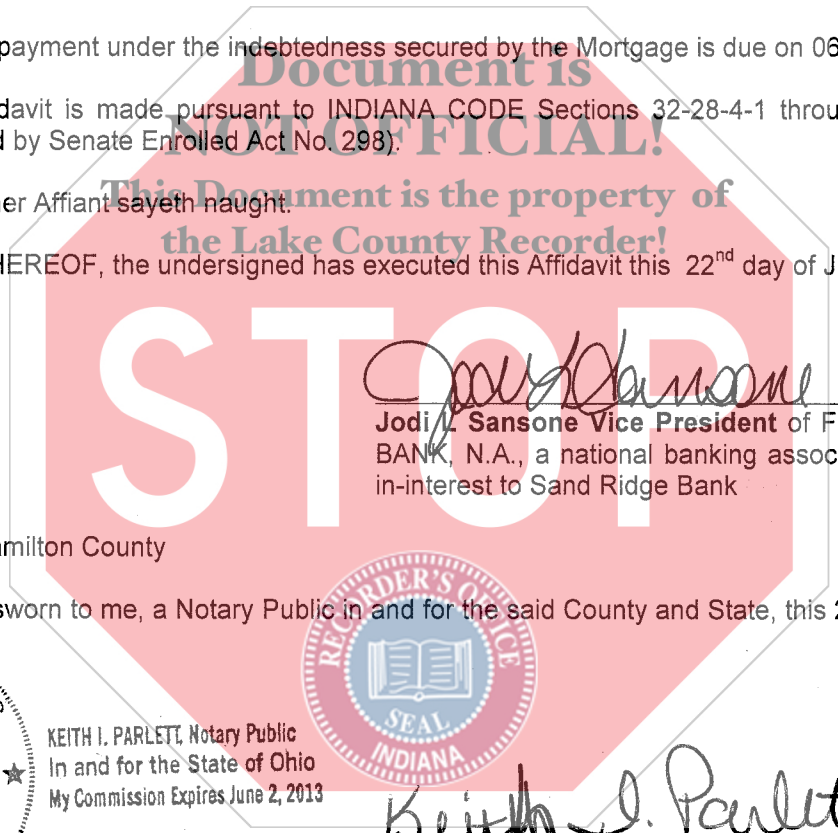 payment under the indebtedness secured by the Mortgage is due on 06
Document is
davit is made pursuant to INDIANA CODE Sections 32-28-4-1 throu
NOT OFFICIAL!
d by Senate Enrolled Act No. 298).
This Document is the property of
er Affiant sayeth naught.
the Lake County Recorder!
HEREOF, the undersigned has executed this Affidavit this 22nd day of J
STOP
Jodi L Sansone
Jodi L Sansone Vice President of F
BANK, N.A., a national banking assoc
in-interest to Sand Ridge Bank
milton County
sworn to me, a Notary Public in and for the said County and State, this 2
RECORDER'S OFFICE
SEAL
INDIANA
KEITH I. PARLETT, Notary Public
In and for the State of Ohio
My Commission Expires June 2, 2013
Keith I. Parlett